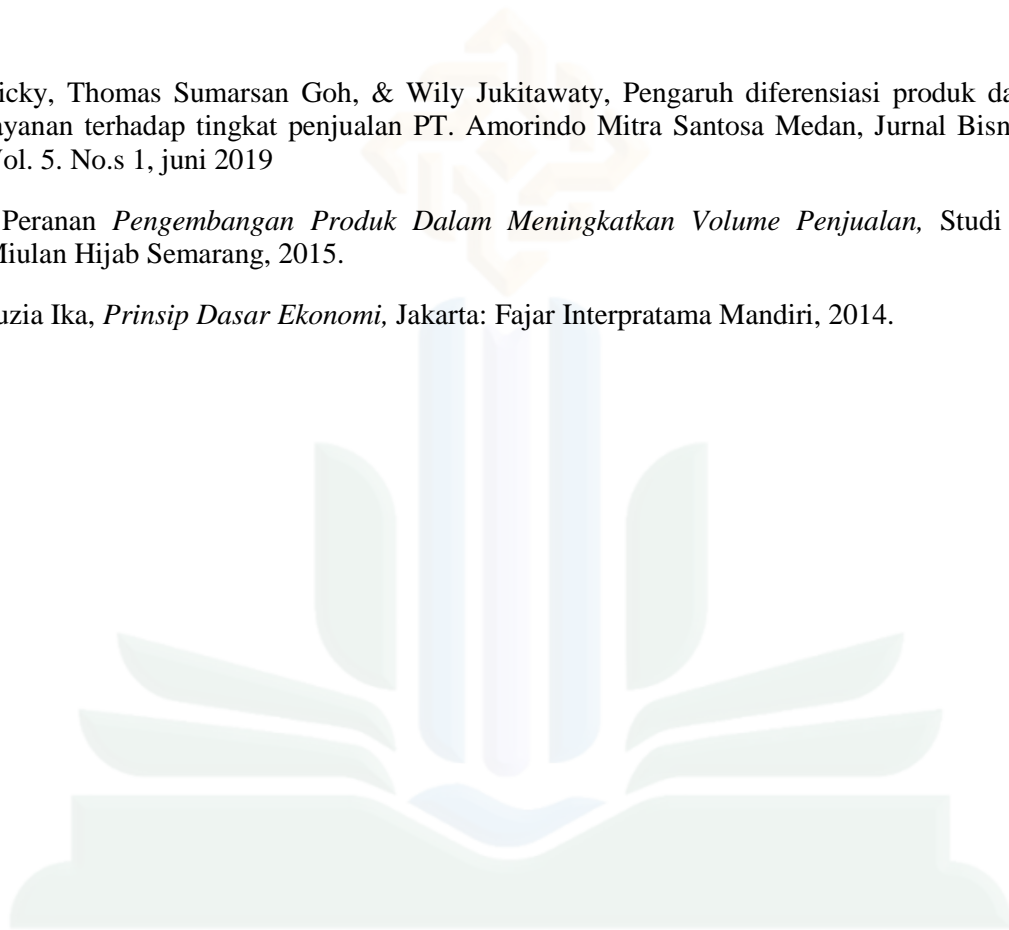 icky, Thomas Sumarsan Goh, & Wily Jukitawaty, Pengaruh diferensiasi produk da
ayanan terhadap tingkat penjualan PT. Amorindo Mitra Santosa Medan, Jurnal Bisn
Vol. 5. No.s 1, juni 2019
Peranan Pengembangan Produk Dalam Meningkatkan Volume Penjualan, Studi
Miulan Hijab Semarang, 2015.
uzia Ika, Prinsip Dasar Ekonomi, Jakarta: Fajar Interpratama Mandiri, 2014.